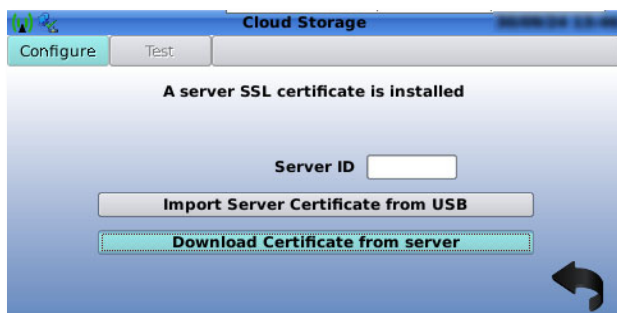 Cloud Storage
Configure Test
A server SSL certificate is installed
Server ID
Import Server Certificate from USB
Download Certificate from server